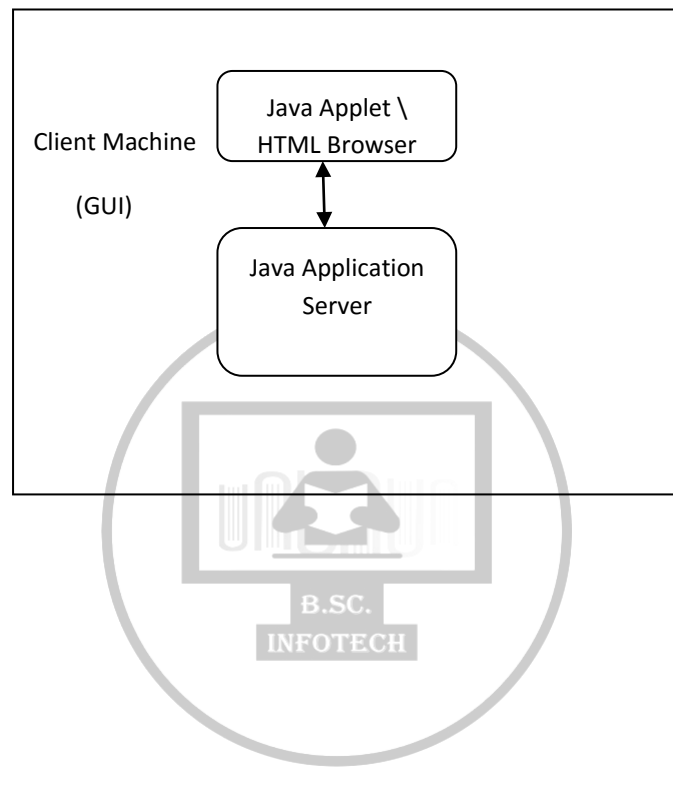 Java Applet \
HTML Browser
Client Machine
(GUI)
Java Application
Server
B.SC.
INFOTECH